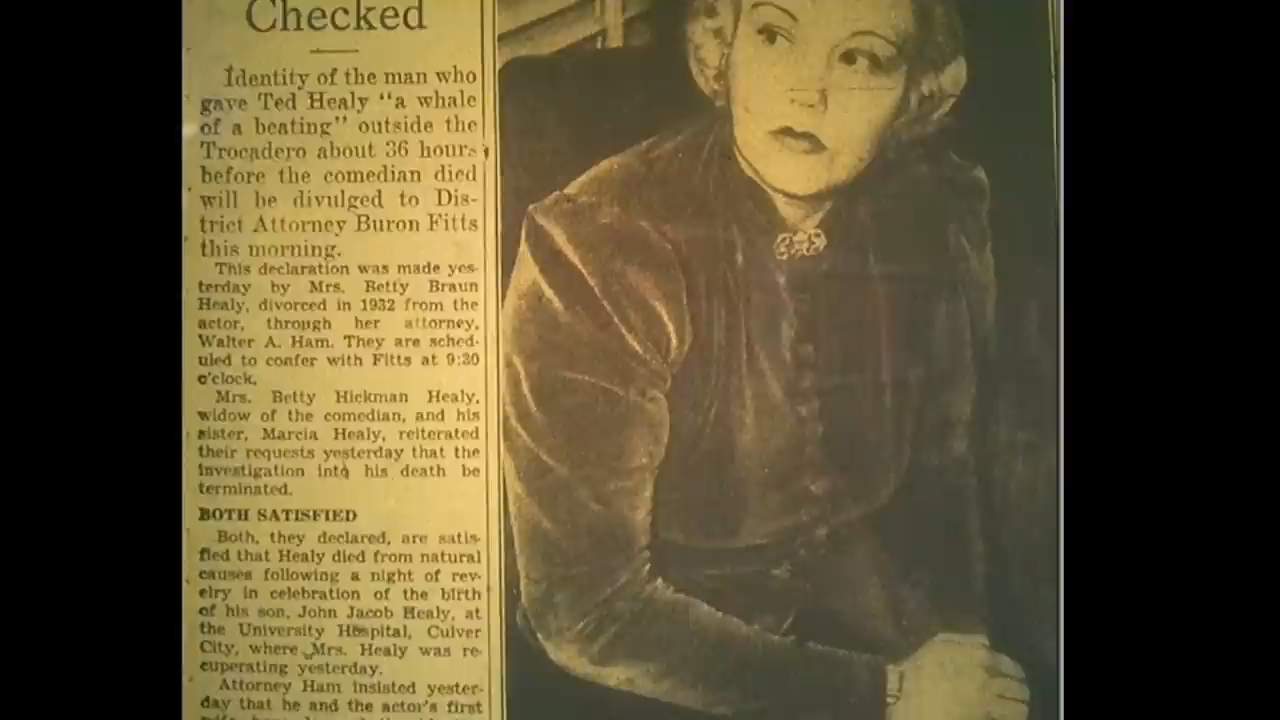 Checked
Identity of the man who
gave Ted Healy "a whale
of a beating" outside the
Trocadero about 36 hours
before the comedian died
will be divulged to Dis-
trict Attorney Buron Fitts
this morning.
This declaration was made yes-
terday by Mrs. Betty Braun
Healy, divorced in 1932 from the
actor, through her attorney,
Walter A. Ham. They are sched-
uled to confer with Fitts at 9:30
o'clock.
Mrs. Betty Hickman Healy,
widow of the comedian, and his
sister, Marcia Healy, reiterated
their requests yesterday that the
investigation into his death be
terminated.
BOTH SATISFIED
Both, they declared, are satis-
fied that Healy died from natural
causes following a night of rev-
elry in celebration of the birth
of his son, John Jacob Healy, at
the University Hospital, Culver
City, where Mrs. Healy was re-
cuperating yesterday.
Attorney Ham insisted yester-
day that he and the actor's first